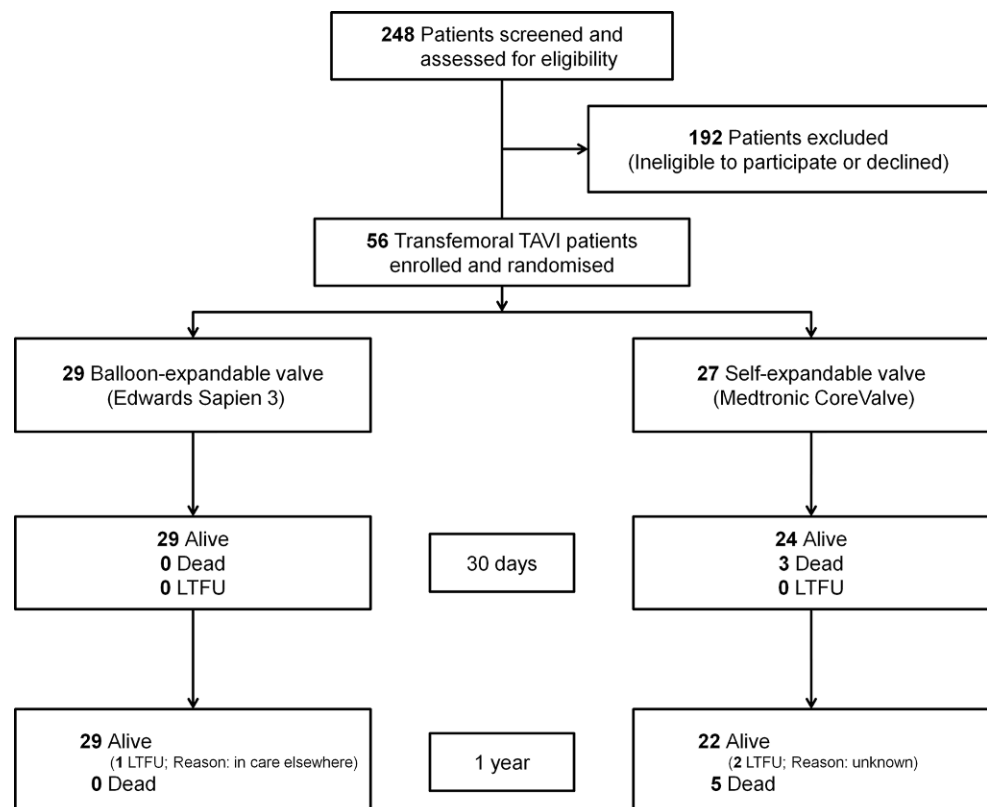 248 Patients screened and
assessed for eligibility
192 Patients excluded
(Ineligible to participate or declined)
56 Transfemoral TAVI patients
enrolled and randomised
29 Balloon-expandable valve
(Edwards Sapien 3)
27 Self-expandable valve
(Medtronic CoreValve)
29 Alive
0 Dead
0 LTFU
30 days
24 Alive
3 Dead
0 LTFU
29 Alive
(1 LTFU; Reason: in care elsewhere)
0 Dead
1 year
22 Alive
(2 LTFU; Reason: unknown)
5 Dead